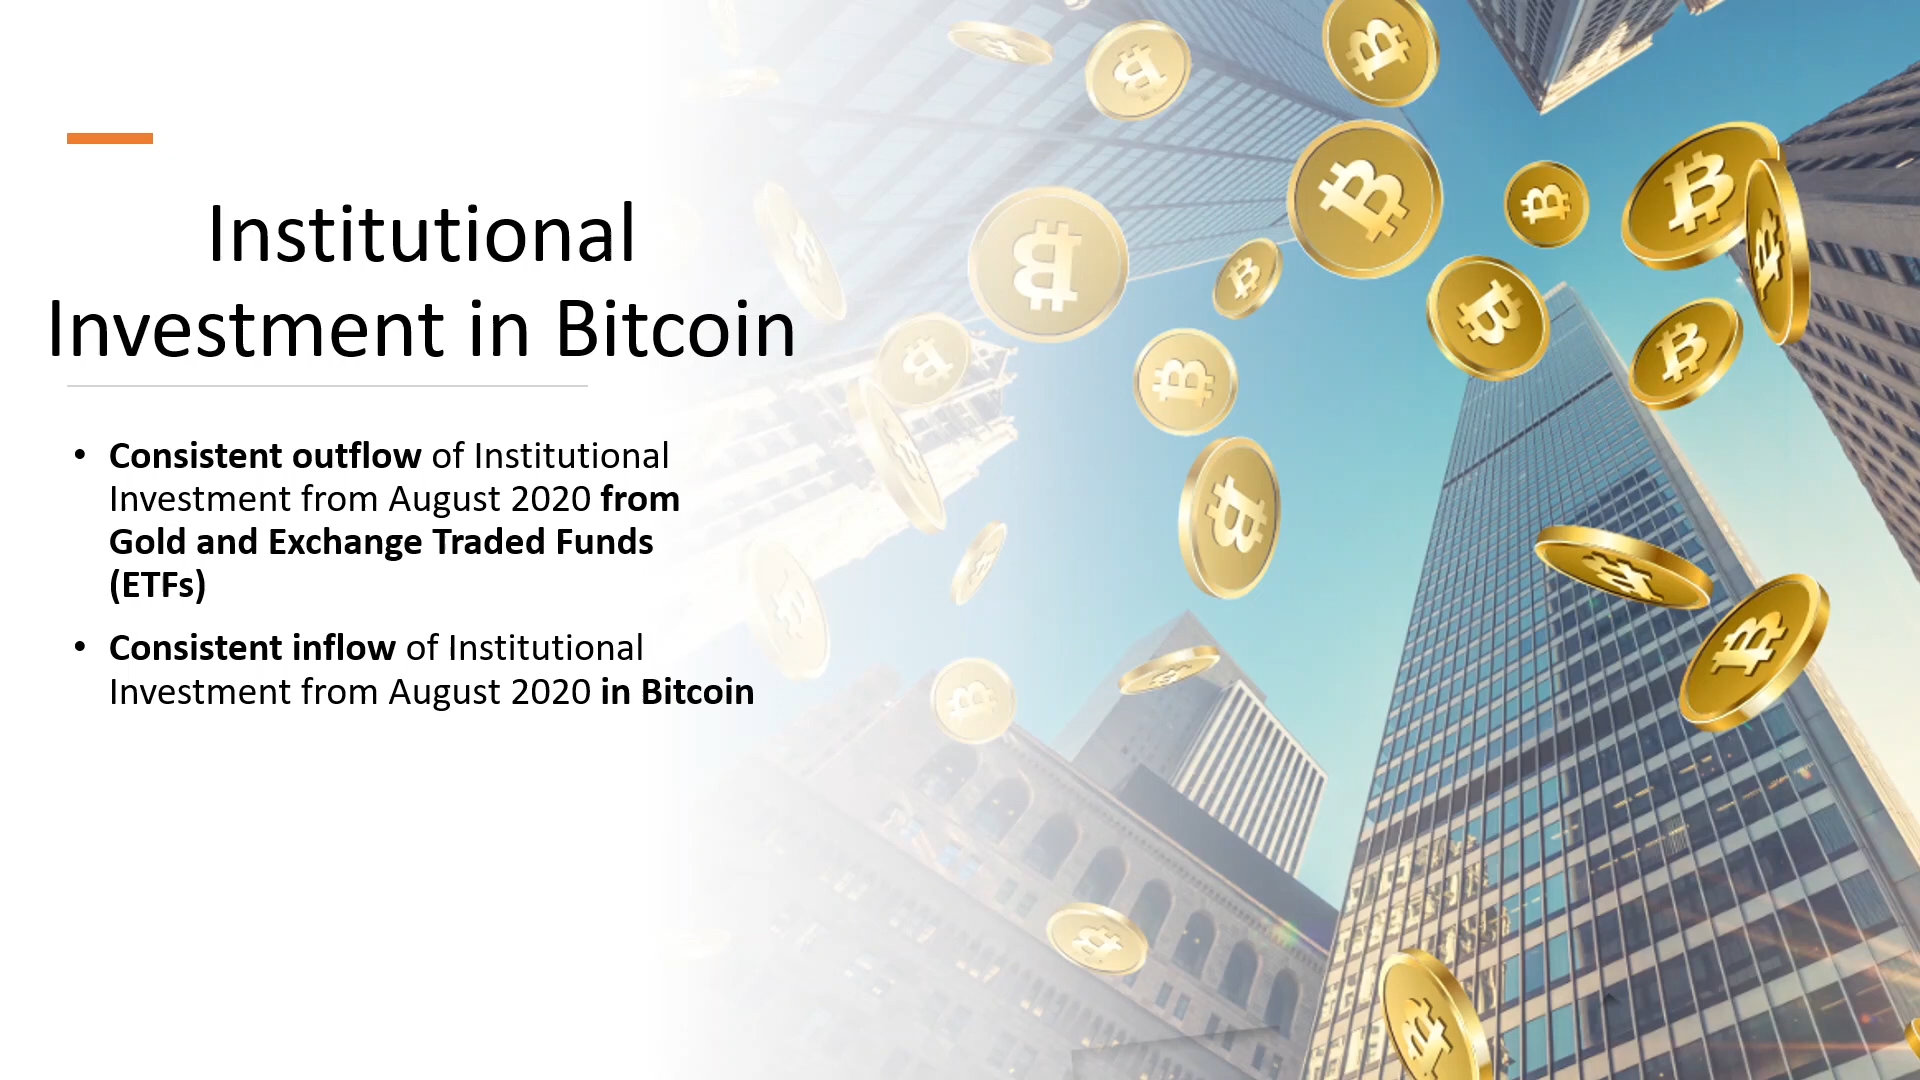 Institutional
Investment in Bitcoin
• Consistent outflow of Institutional
Investment from August 2020 from
Gold and Exchange Traded Funds
(ETFs)
• Consistent inflow of Institutional
Investment from August 2020 in Bitcoin